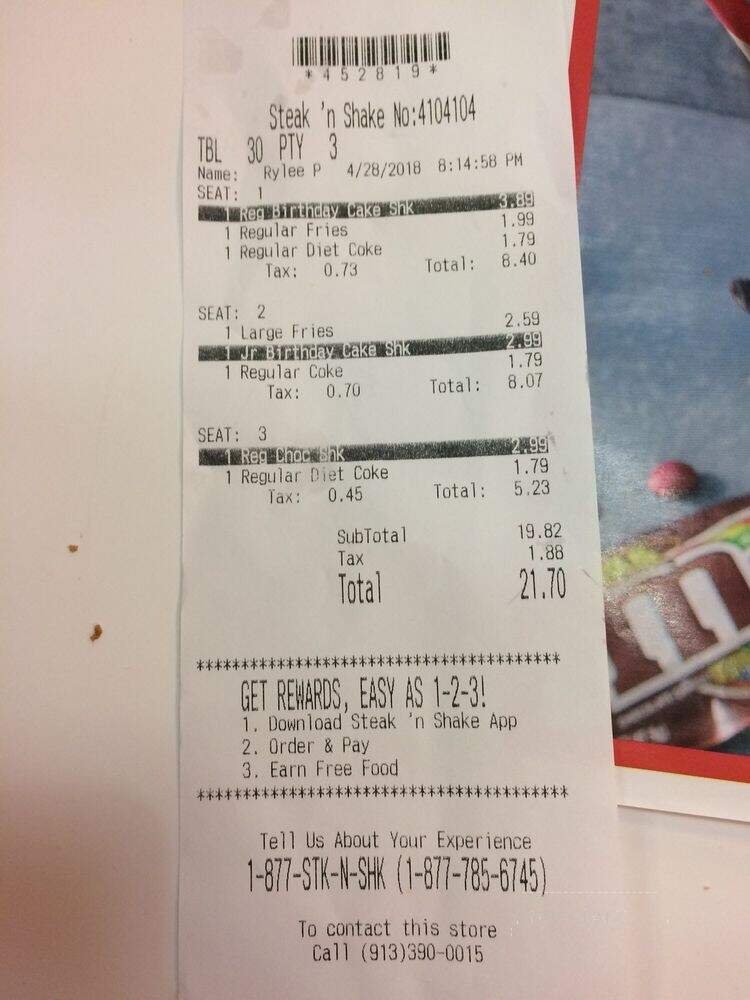 *452819*
Steak 'n Shake No:4104104
TBL 30 PTY 3
Name: Rylee P 4/28/2018 8:14:58 PM
SEAT: 1
1 Reg Birthday Cake Shk 3.89
1 Regular Fries 1.99
1 Regular Diet Coke 1.79
Tax: 0.73 Total: 8.40
SEAT: 2
1 Large Fries 2.59
1 Jr Birthday Cake Shk 2.99
1 Regular Coke 1.79
Tax: 0.70 Total: 8.07
SEAT: 3
1 Reg Choc Shk 2.99
1 Regular Diet Coke 1.79
Tax: 0.45 Total: 5.23
SubTotal 19.82
Tax 1.88
Total 21.70
****************************************
GET REWARDS, EASY AS 1-2-3!
1. Download Steak 'n Shake App
2. Order & Pay
3. Earn Free Food
****************************************
Tell Us About Your Experience
1-877-STK-N-SHK (1-877-785-6745)
To contact this store
Call (913)390-0015